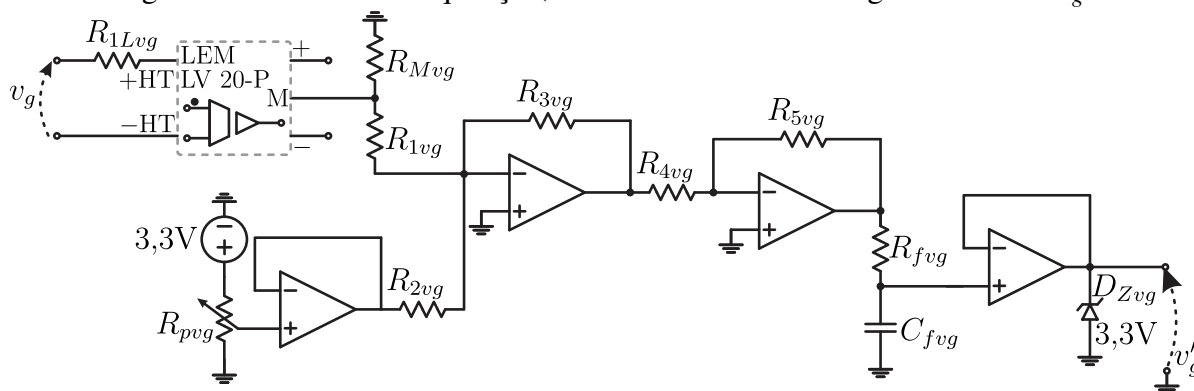 R1Lvg
LEM
+
+HT
LV 20-P
RMvg
vg
M
R3vg
R5vg
−HT
−
R1vg
R4vg
−
+
−
+
3,3V
−
+
−
Rfvg
R2vg
−
+
DZvg
Rpvg
+
Cfvg
3,3V
v'g